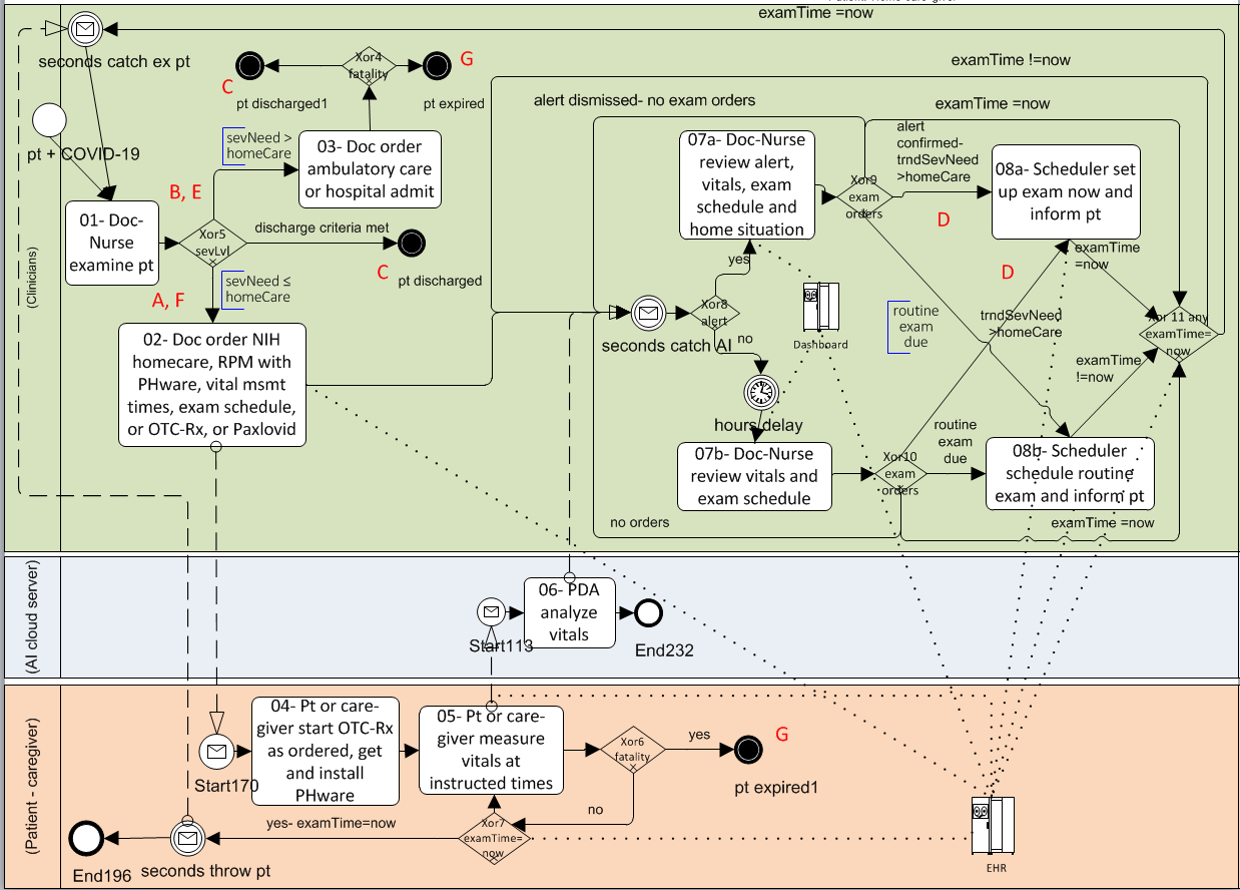 examTime =now
seconds catch ex pt
Xor4
fatality
G
C
pt discharged1
pt expired
examTime !=now
alert dismissed- no exam orders
examTime =now
pt + COVID-19
sevNeed >
homeCare
03- Doc order
ambulatory care
or hospital admit
07a- Doc-Nurse
review alert,
vitals, exam
schedule and
home situation
alert
confirmed-
trndSevNeed
>homeCare
Xor9
exam
orders
08a- Scheduler set
up exam now and
inform pt
B, E
D
01- Doc-
Nurse
examine pt
Xor5
sevLvl
discharge criteria met
C
pt discharged
yes
D
examTime
=now
(Clinicians)
A, F
sevNeed ≤
homeCare
Xor8
alert
seconds catch AI
no
Dashboard
routine
exam
due
trndSevNeed
>homeCare
Xor 11 any
examTime=
now
02- Doc order NIH
homecare, RPM with
PHware, vital msmt
times, exam schedule,
or OTC-Rx, or Paxlovid
examTime
!=now
hours delay
07b- Doc-Nurse
review vitals and
exam schedule
Xor10
exam
orders
routine
exam
due
08b- Scheduler
schedule routine
exam and inform pt
no orders
examTime =now
(AI cloud server)
06- PDA
analyze
vitals
Start113
End232
(Patient - caregiver)
04- Pt or care-
giver start OTC-Rx
as ordered, get
and install
PHware
Start170
05- Pt or care-
giver measure
vitals at
instructed times
Xor6
fatality
yes
G
pt expired1
no
yes- examTime=now
Xor7
examTime=
now
End196
seconds throw pt
EHR